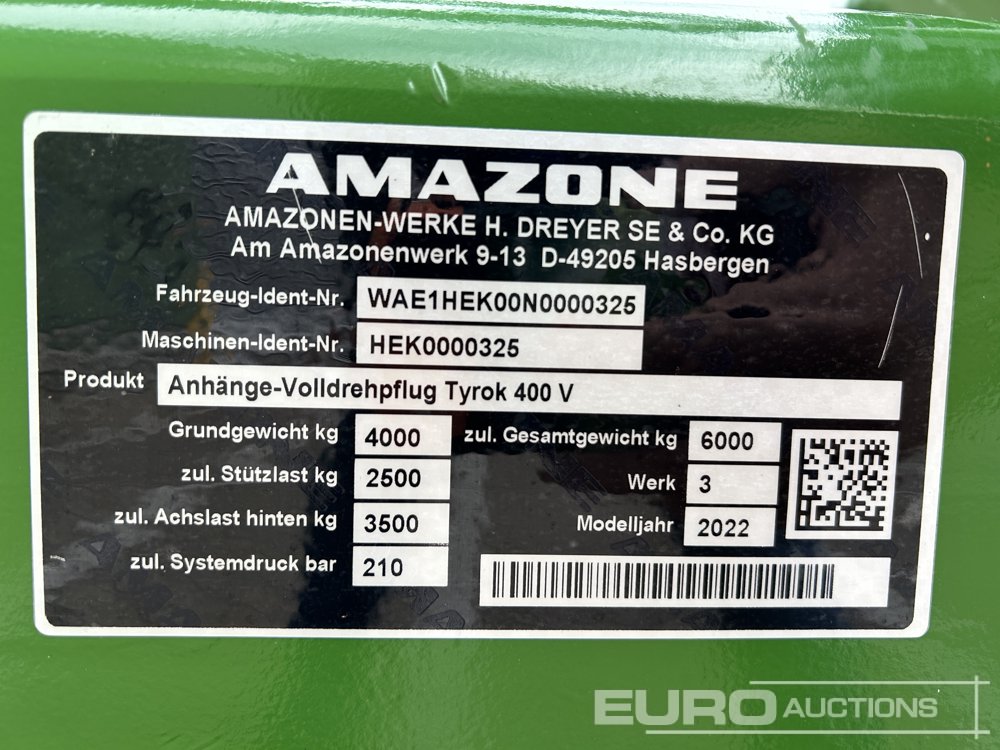 AMAZONE
AMAZONEN-WERKE H. DREYER SE & Co. KG
Am Amazonenwerk 9-13 D-49205 Hasbergen
Fahrzeug-Ident-Nr. WAE1HEK00N0000325
Maschinen-Ident-Nr. HEK0000325
Produkt Anhänge-Volldrehpflug Tyrok 400 V
Grundgewicht kg 4000 zul. Gesamtgewicht kg 6000
zul. Stützlast kg 2500 Werk 3
zul. Achslast hinten kg 3500 Modelljahr 2022
zul. Systemdruck bar 210
EURO AUCTIONS